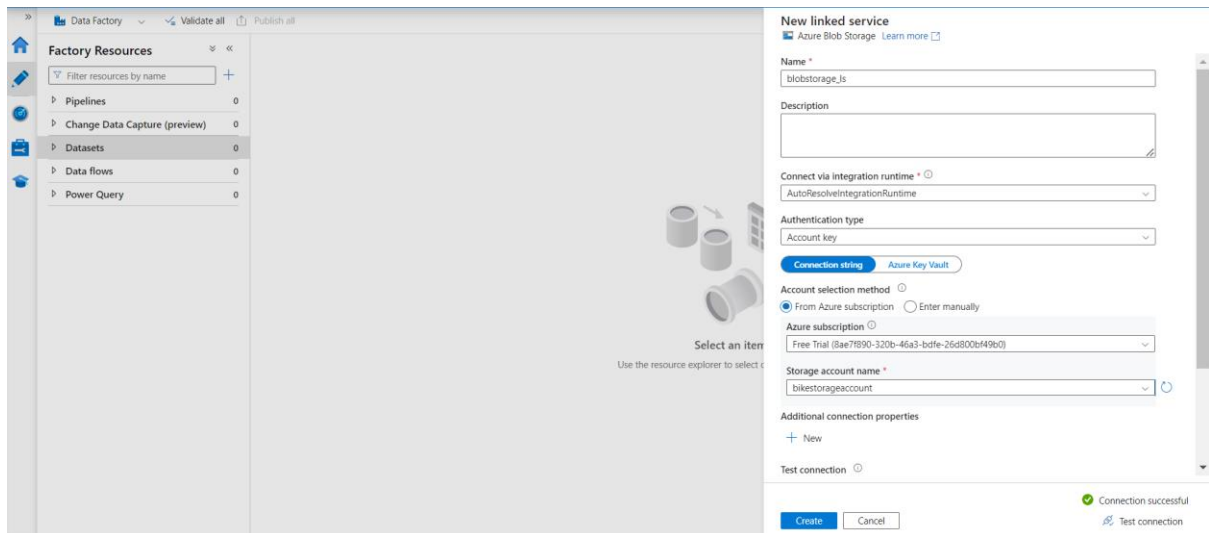 »
Data Factory
Validate all
Publish all
Factory Resources
«
Filter resources by name
Pipelines 0
Change Data Capture (preview) 0
Datasets 0
Data flows 0
Power Query 0
Select an item
Use the resource explorer to select
New linked service
Azure Blob Storage Learn more
Name *
blobstorage_ls
Description
Connect via integration runtime *
AutoResolveIntegrationRuntime
Authentication type
Account key
Connection string Azure Key Vault
Account selection method
From Azure subscription Enter manually
Azure subscription
Free Trial (8ae7f890-320b-46a3-bdfe-26d800bf49b0)
Storage account name *
bikestorageaccount
Additional connection properties
+ New
Test connection
Connection successful
Create Cancel
Test connection